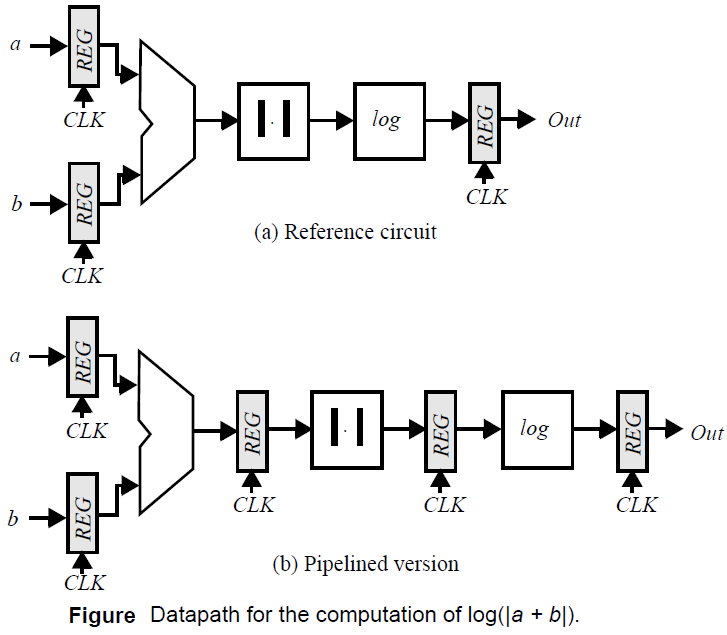 a
REG
CLK
b
REG
CLK
| . |
log
REG
CLK
Out
(a) Reference circuit
a
REG
CLK
b
REG
CLK
REG
CLK
| . |
REG
CLK
log
REG
CLK
Out
(b) Pipelined version
Figure Datapath for the computation of log(|a + b|).